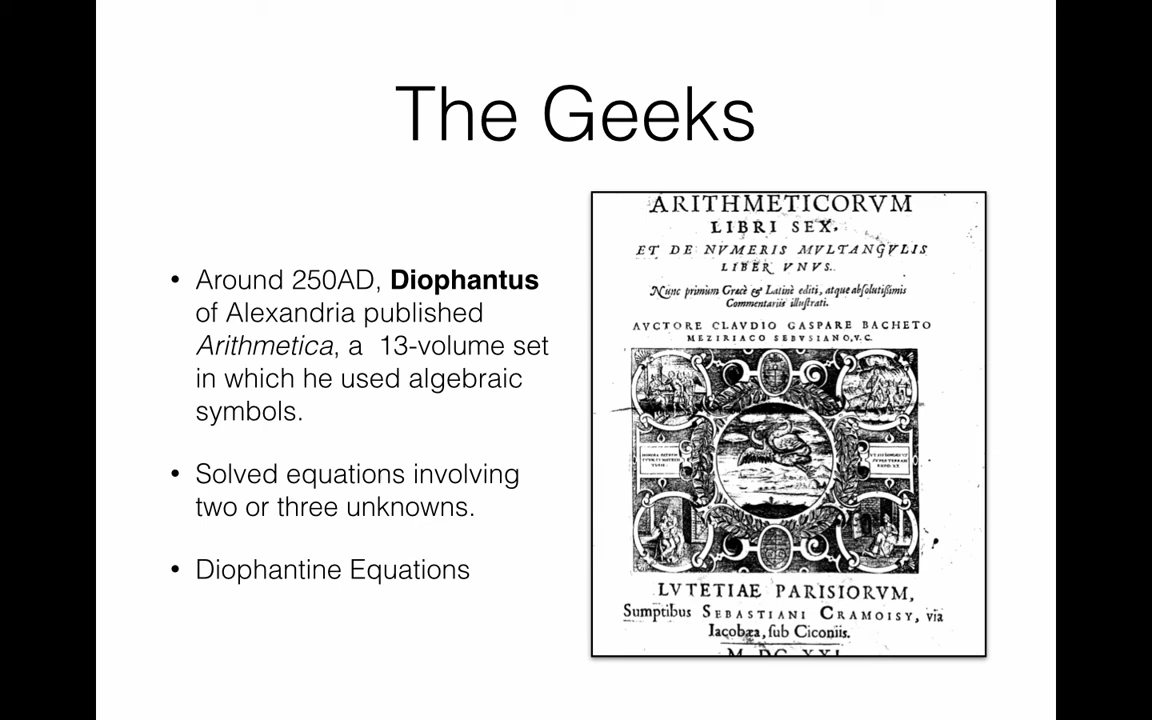 The Geeks
• Around 250AD, Diophantus
of Alexandria published
Arithmetica, a 13-volume set
in which he used algebraic
symbols.
• Solved equations involving
two or three unknowns.
• Diophantine Equations
ARITHMETICORVM
LIBRI SEX.
ET DE NVMERIS MVLTANGVLIS
LIBER VNVS.
Nunc primùm Græcè & Latinè editi, atque absolutißimis
Commentariis illustrati.
AVCTORE CLAVDIO GASPARE BACHETO
MEZIRIACO SEBVSIANO, V.C.
LVTETIAE PARISIORVM,
Sumptibus SEBASTIANI CRAMOISY, via
Iacobæa, sub Ciconiis.
M DC XXI